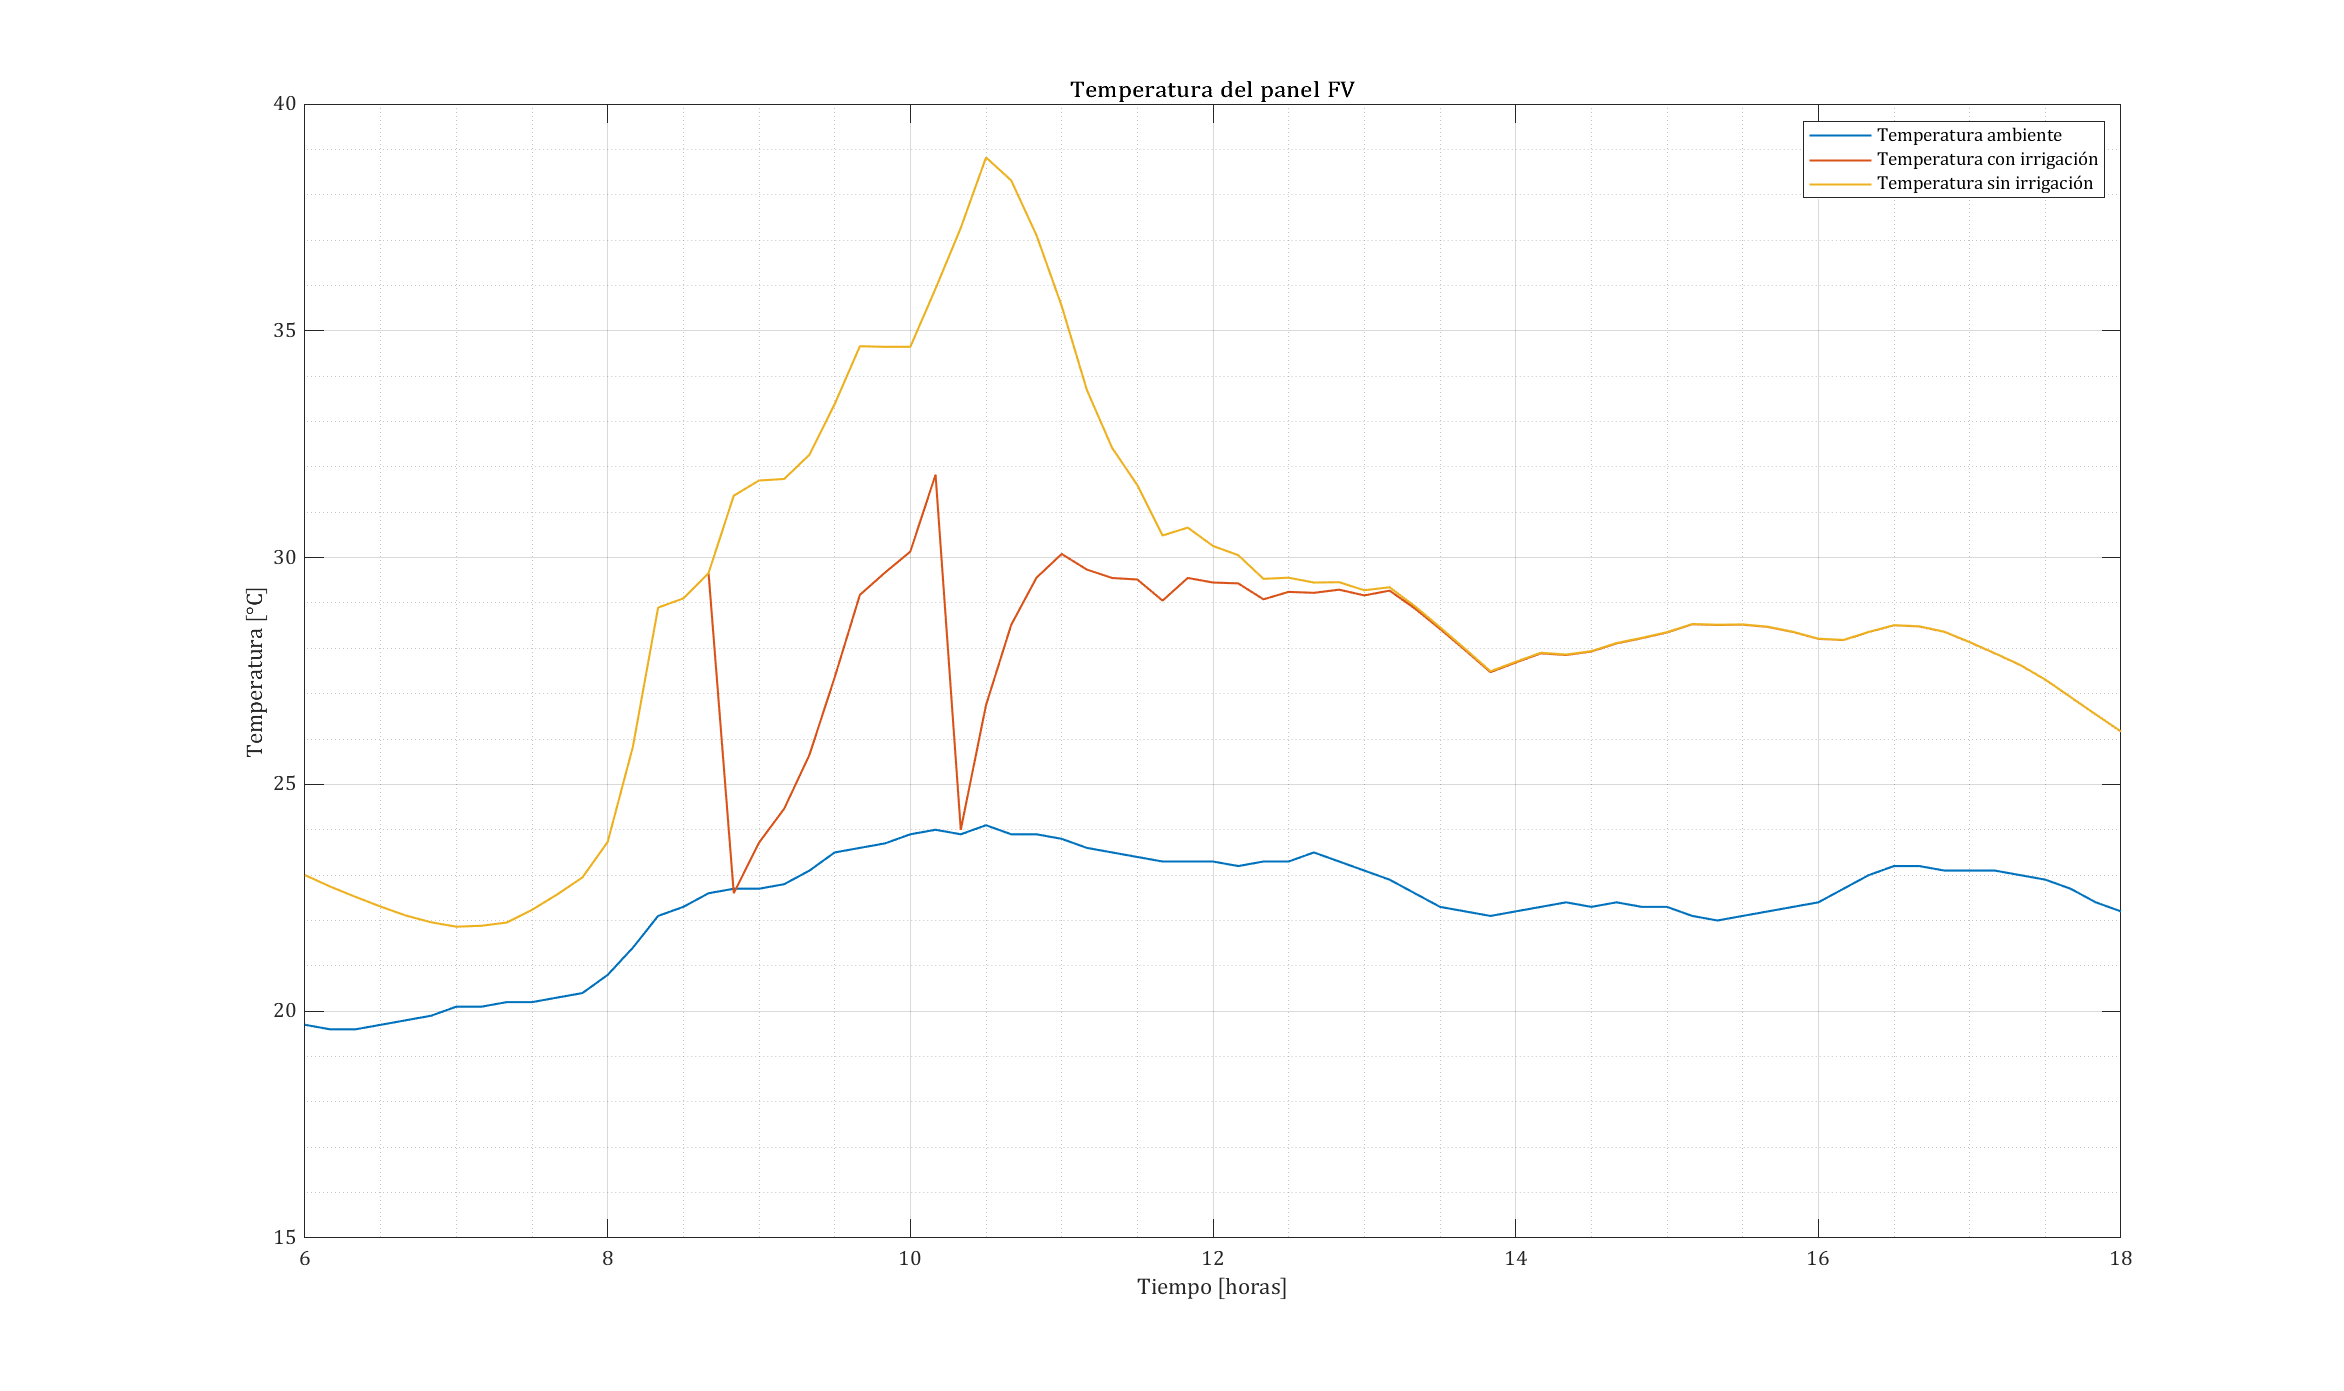 Temperatura del panel FV
40
35
30
25
20
15
Temperatura [°C]
6
8
10
12
14
16
18
Tiempo [horas]
Temperatura ambiente
Temperatura con irrigación
Temperatura sin irrigación